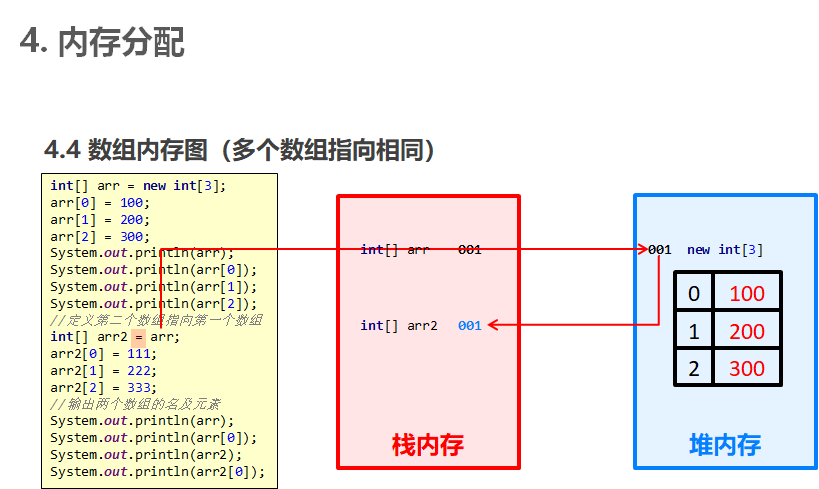 4. 内存分配
4.4 数组内存图（多个数组指向相同）
int[] arr = new int[3];
arr[0] = 100;
arr[1] = 200;
arr[2] = 300;
System.out.println(arr);
System.out.println(arr[0]);
System.out.println(arr[1]);
System.out.println(arr[2]);
//定义第二个数组指向第一个数组
int[] arr2 = arr;
arr2[0] = 111;
arr2[1] = 222;
arr2[2] = 333;
//输出两个数组的名及元素
System.out.println(arr);
System.out.println(arr[0]);
System.out.println(arr2);
System.out.println(arr2[0]);
int[] arr 001
int[] arr2 001
栈内存
001 new int[3]
0 100
1 200
2 300
堆内存